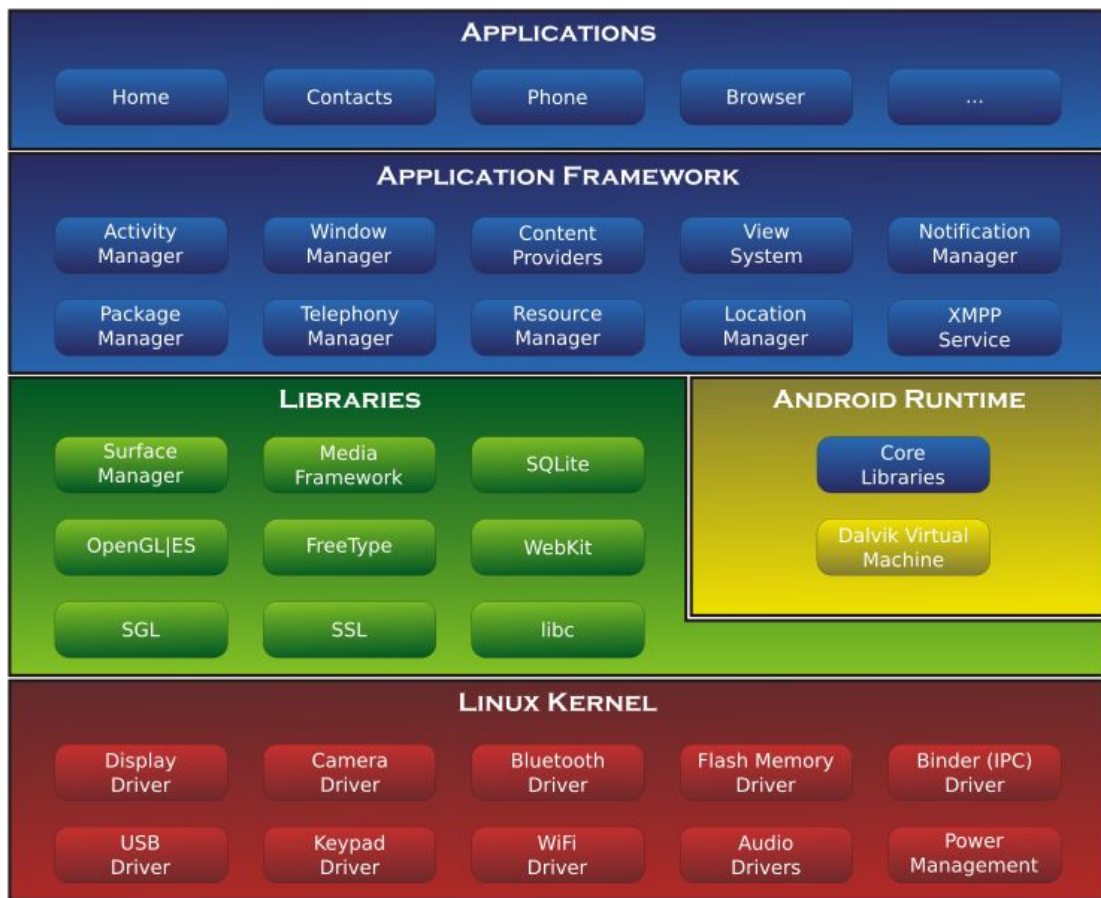 APPLICATIONS
Home
Contacts
Phone
Browser
...
APPLICATION FRAMEWORK
Activity
Manager
Window
Manager
Content
Providers
View
System
Notification
Manager
Package
Manager
Telephony
Manager
Resource
Manager
Location
Manager
XMPP
Service
LIBRARIES
Surface
Manager
Media
Framework
SQLite
OpenGL|ES
FreeType
WebKit
SGL
SSL
libc
ANDROID RUNTIME
Core
Libraries
Dalvik Virtual
Machine
LINUX KERNEL
Display
Driver
Camera
Driver
Bluetooth
Driver
Flash Memory
Driver
Binder (IPC)
Driver
USB
Driver
Keypad
Driver
WiFi
Driver
Audio
Drivers
Power
Management